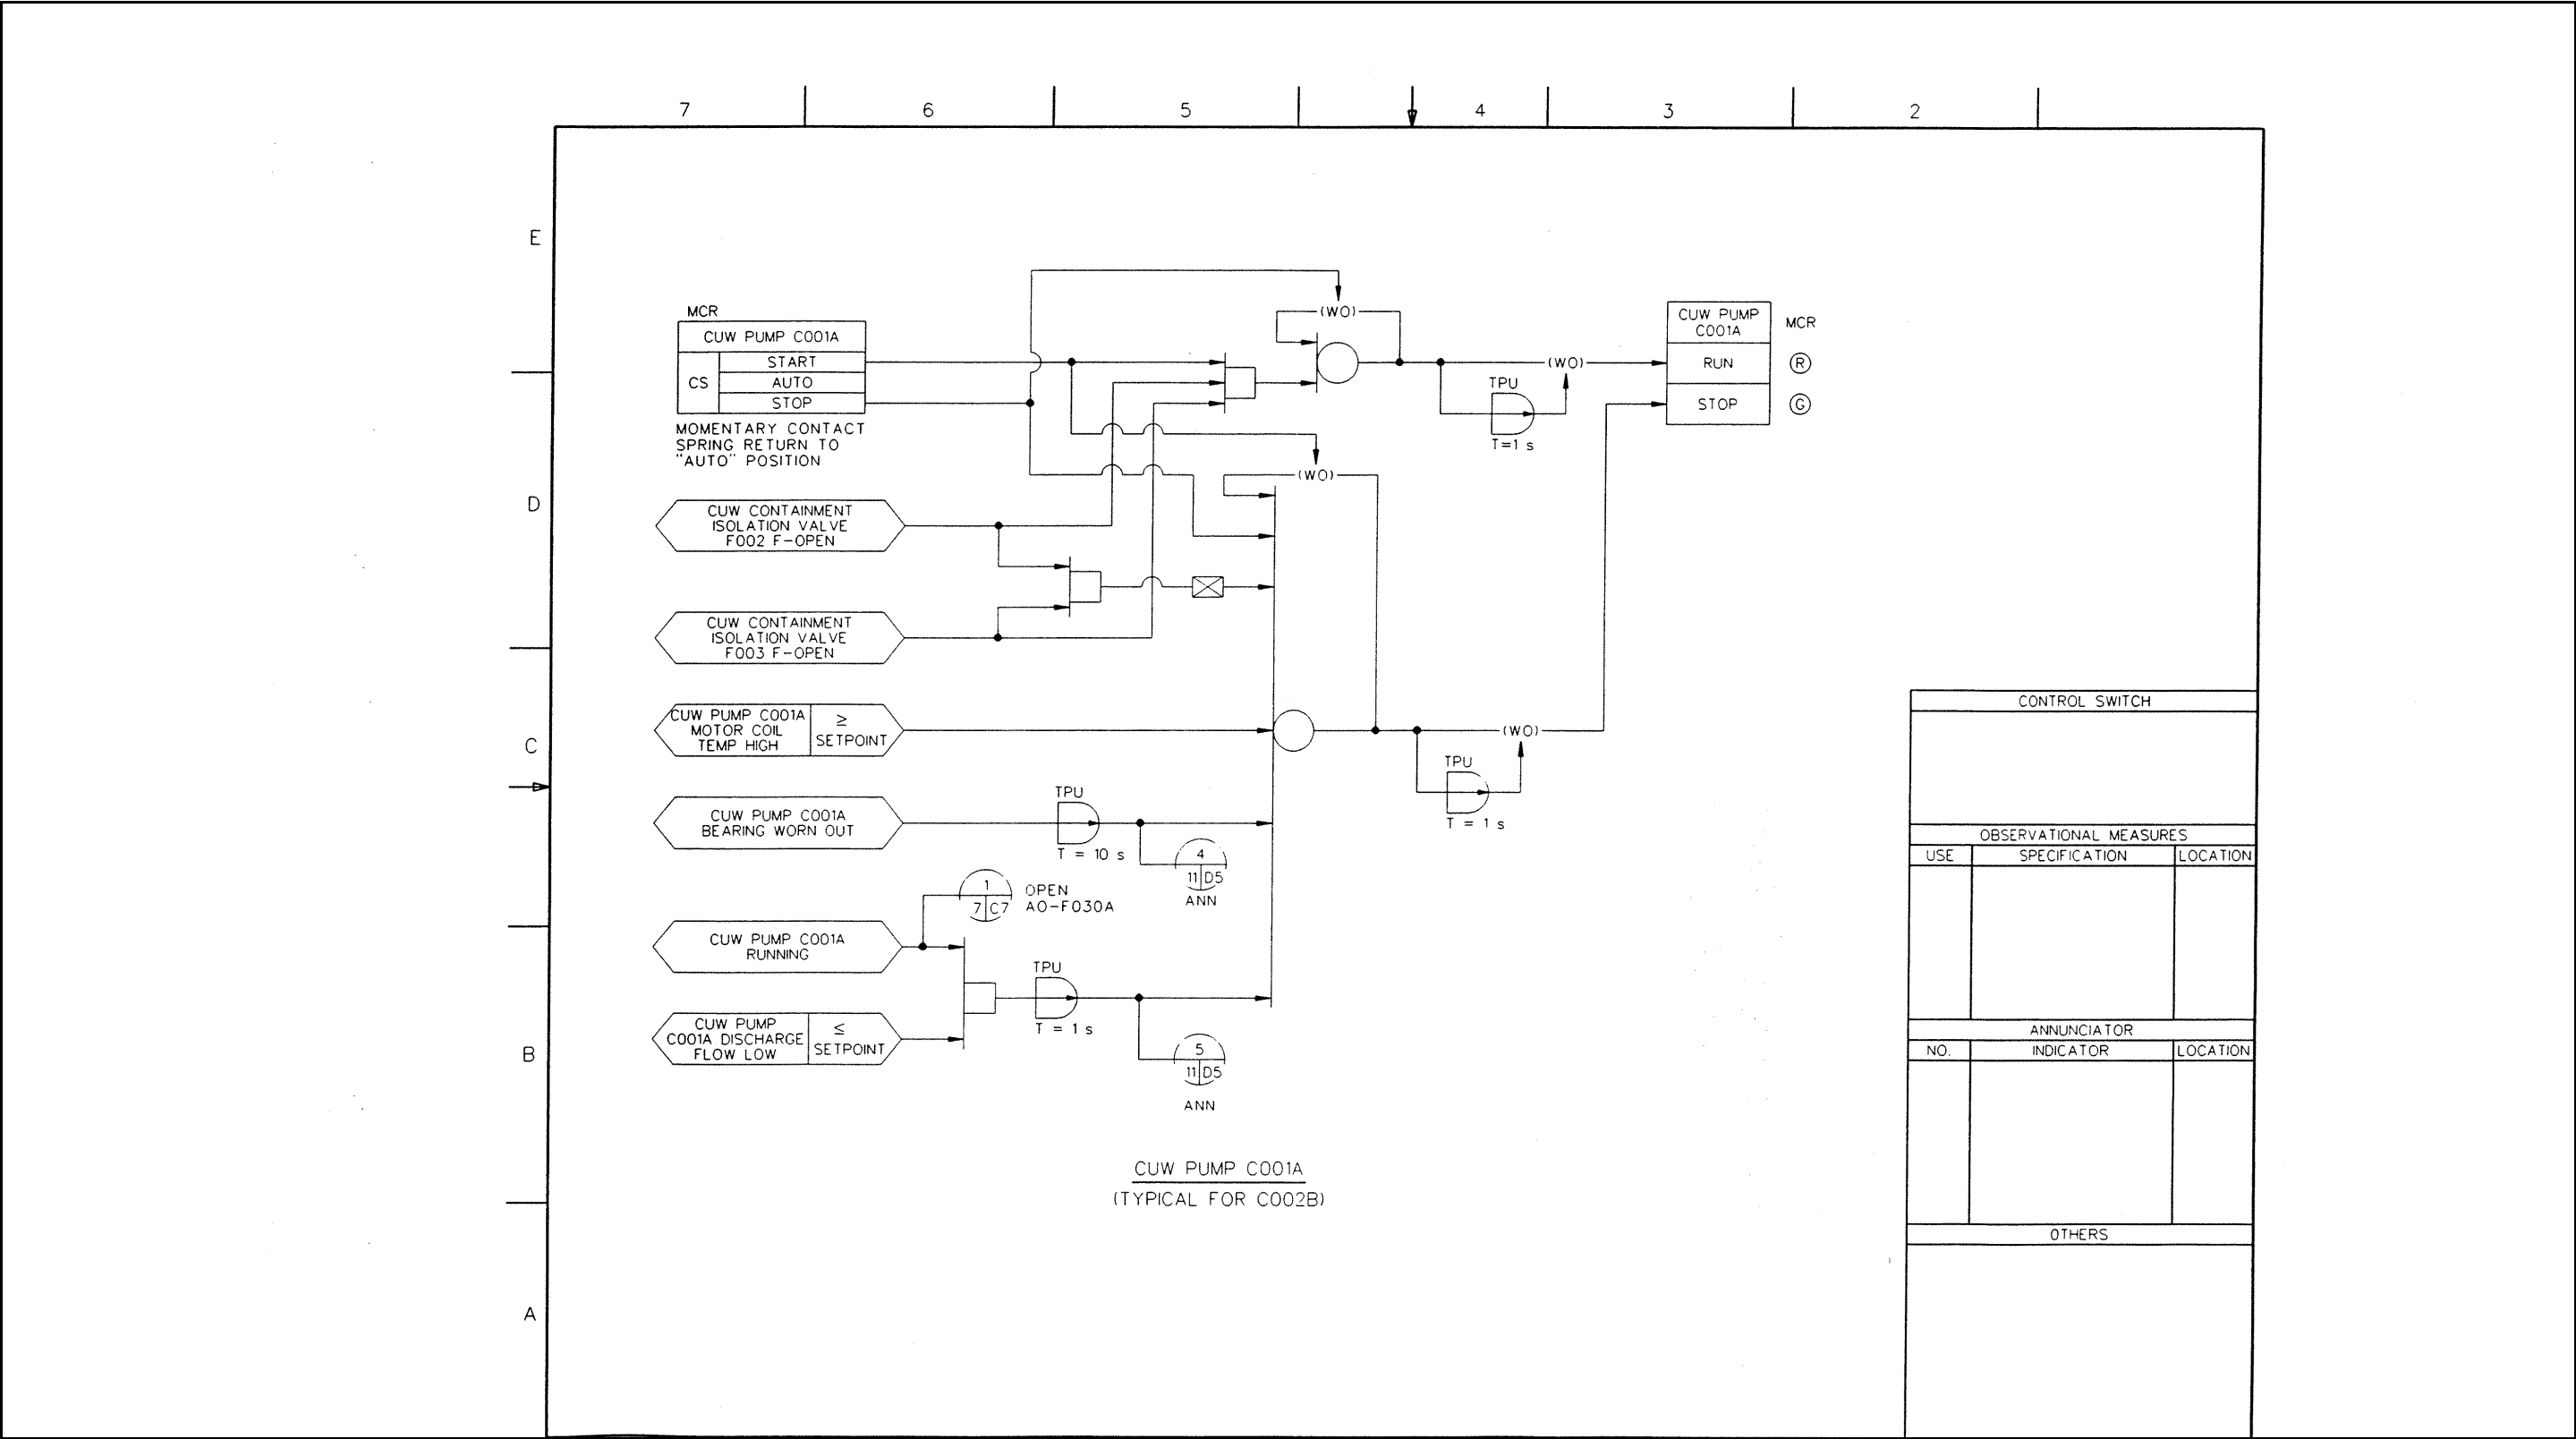 7
6
5
4
3
2
E
D
C
B
A
MCR
CUW PUMP C001A
CS
START
AUTO
STOP
MOMENTARY CONTACT
SPRING RETURN TO
"AUTO" POSITION
(WO)
(WO)
TPU
T=1 s
CUW PUMP
C001A
RUN
STOP
MCR
R
G
(WO)
CUW CONTAINMENT
ISOLATION VALVE
F002 F-OPEN
CUW CONTAINMENT
ISOLATION VALVE
F003 F-OPEN
CUW PUMP C001A
MOTOR COIL
TEMP HIGH
≥
SETPOINT
(WO)
TPU
T = 1 s
CUW PUMP C001A
BEARING WORN OUT
TPU
T = 10 s
4
11 D5
ANN
1
7 C7
OPEN
AO-F030A
CUW PUMP C001A
RUNNING
TPU
T = 1 s
CUW PUMP
C001A DISCHARGE
FLOW LOW
≤
SETPOINT
5
11 D5
ANN
CUW PUMP C001A
(TYPICAL FOR C002B)
CONTROL SWITCH
OBSERVATIONAL MEASURES
USE SPECIFICATION LOCATION
ANNUNCIATOR
NO. INDICATOR LOCATION
OTHERS